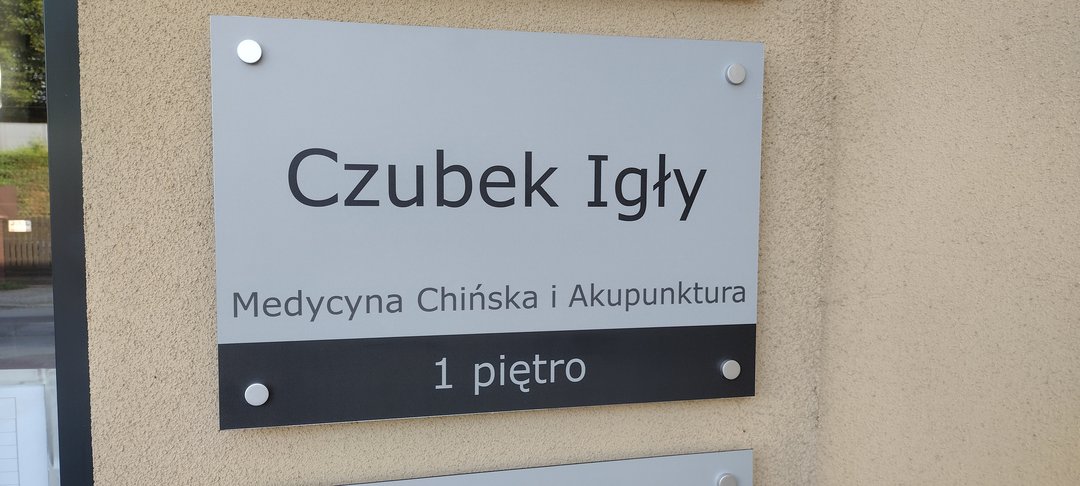 Czubek Igły
Medycyna Chińska i Akupunktura
1 piętro